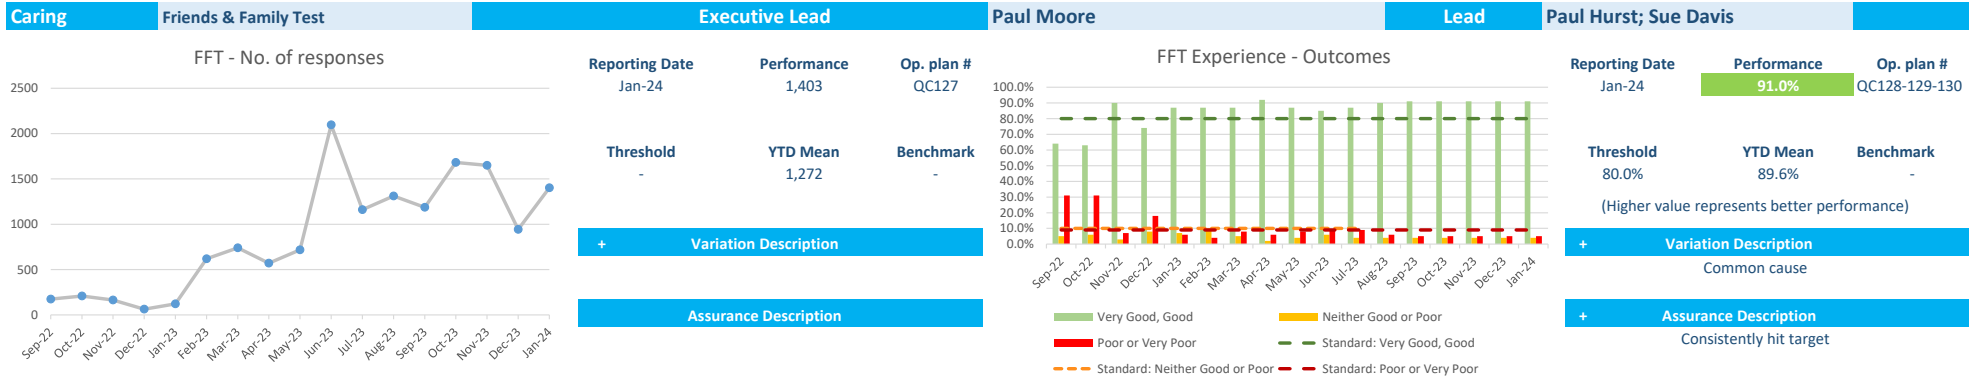 Caring Friends & Family Test Executive Lead Paul Moore Lead Paul Hurst; Sue Davis
FFT - No. of responses
2500
2000
1500
1000
500
0
Sep-22 Oct-22 Nov-22 Dec-22 Jan-23 Feb-23 Mar-23 Apr-23 May-23 Jun-23 Jul-23 Aug-23 Sep-23 Oct-23 Nov-23 Dec-23 Jan-24
Reporting Date Performance Op. plan #
Jan-24 1,403 QC127
Threshold YTD Mean Benchmark
- 1,272 -
+ Variation Description
Assurance Description
FFT Experience - Outcomes
100.0%
90.0%
80.0%
70.0%
60.0%
50.0%
40.0%
30.0%
20.0%
10.0%
0.0%
Sep-22 Oct-22 Nov-22 Dec-22 Jan-23 Feb-23 Mar-23 Apr-23 May-23 Jun-23 Jul-23 Aug-23 Sep-23 Oct-23 Nov-23 Dec-23 Jan-24
Very Good, Good Neither Good or Poor
Poor or Very Poor Standard: Very Good, Good
Standard: Neither Good or Poor Standard: Poor or Very Poor
Reporting Date Performance Op. plan #
Jan-24 91.0% QC128-129-130
Threshold YTD Mean Benchmark
80.0% 89.6% -
(Higher value represents better performance)
+ Variation Description
Common cause
+ Assurance Description
Consistently hit target